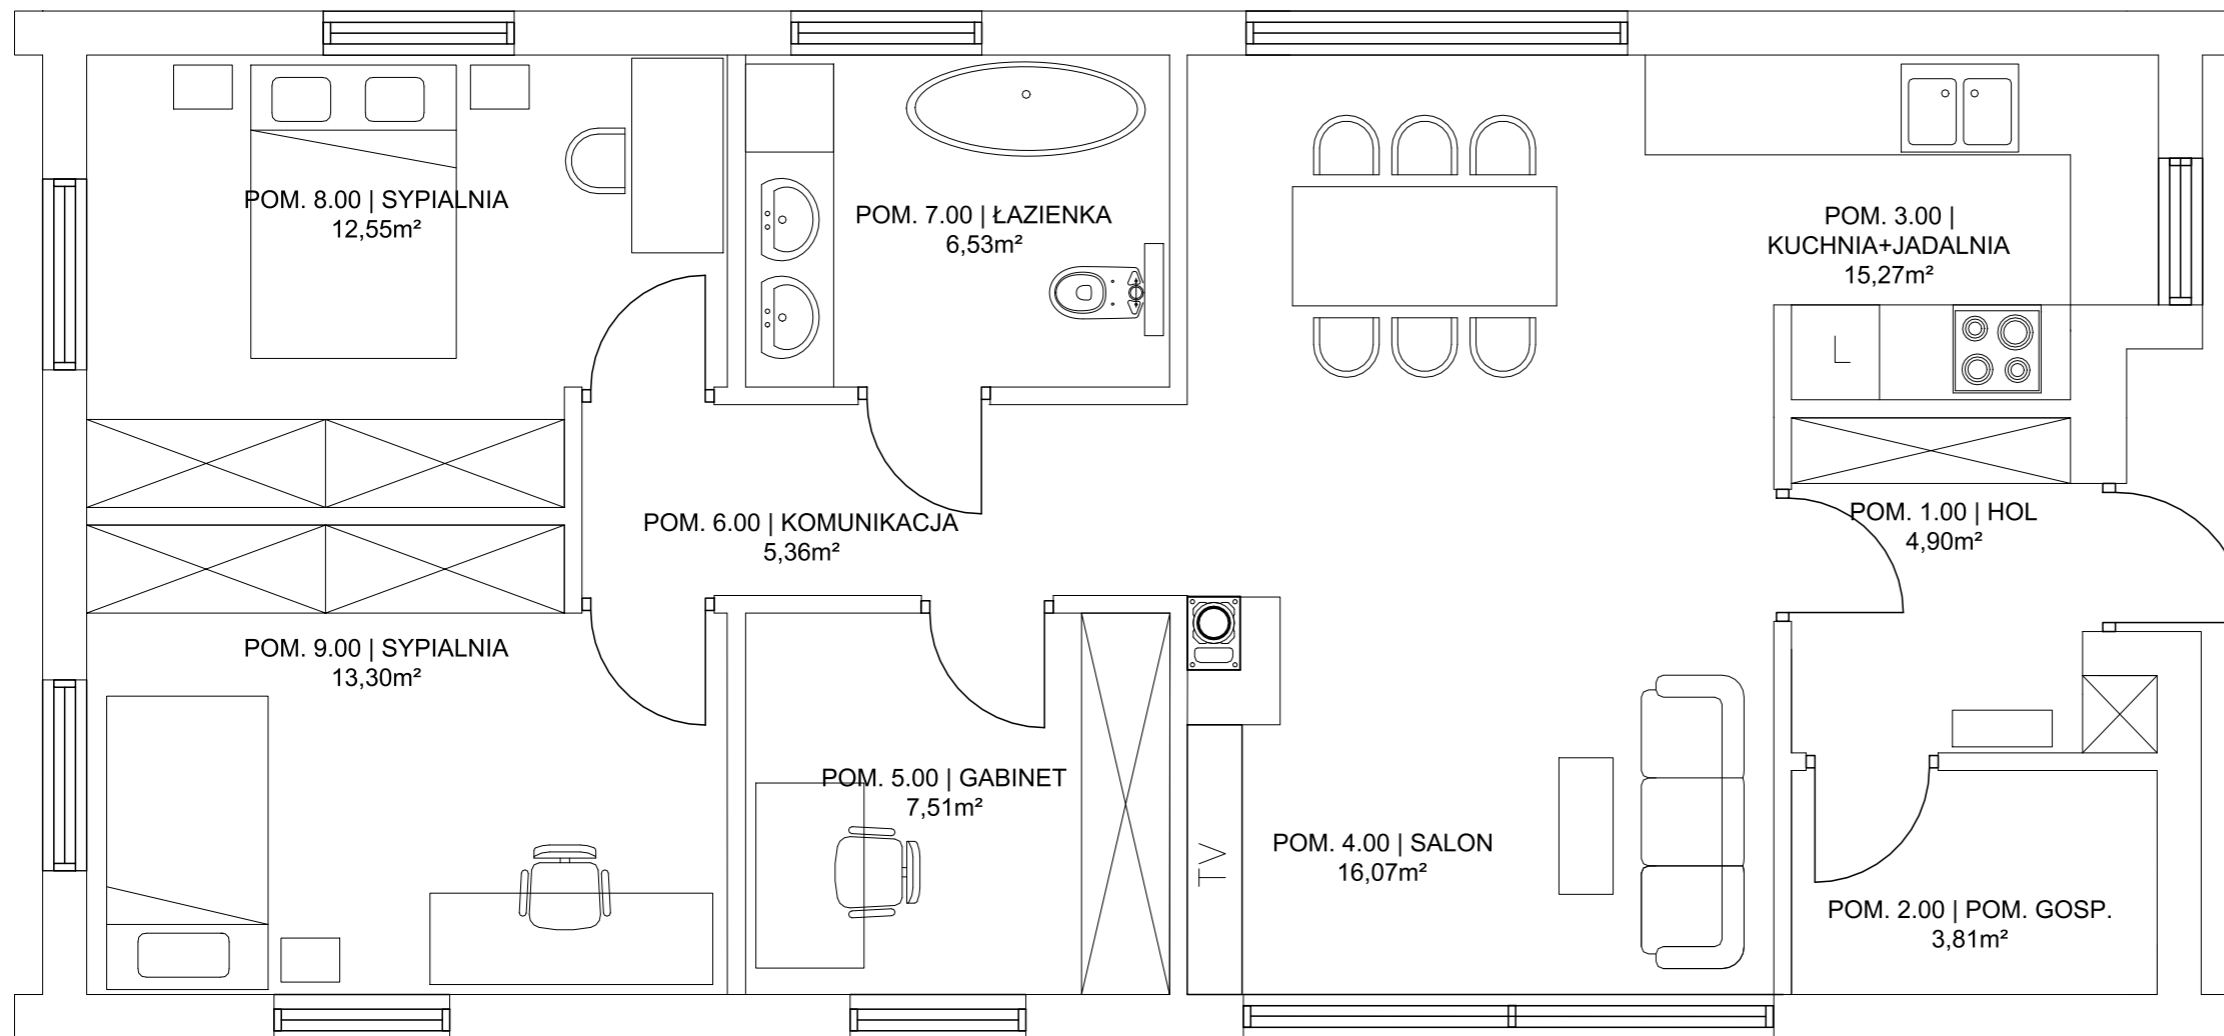 POM. 8.00 | SYPIALNIA
12,55m²
POM. 7.00 | ŁAZIENKA
6,53m²
POM. 3.00 |
KUCHNIA+JADALNIA
15,27m²
L
POM. 6.00 | KOMUNIKACJA
5,36m²
POM. 1.00 | HOL
4,90m²
POM. 9.00 | SYPIALNIA
13,30m²
POM. 5.00 | GABINET
7,51m²
TV
POM. 4.00 | SALON
16,07m²
POM. 2.00 | POM. GOSP.
3,81m²